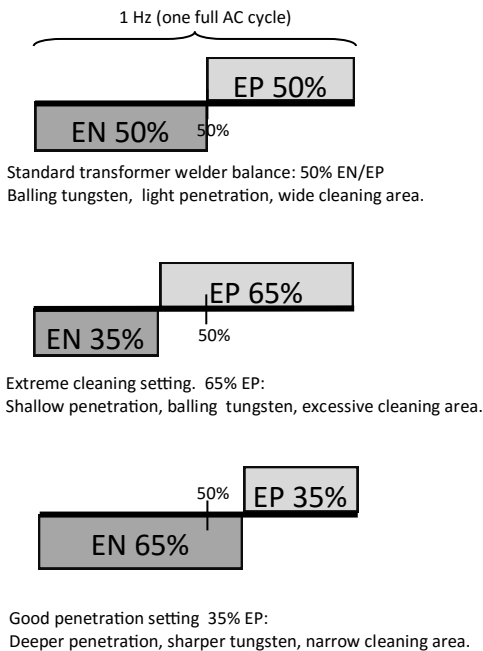 1 Hz (one full AC cycle)
EP 50%
EN 50%
50%
Standard transformer welder balance: 50% EN/EP
Balling tungsten, light penetration, wide cleaning area.
EP 65%
EN 35%
50%
Extreme cleaning setting. 65% EP:
Shallow penetration, balling tungsten, excessive cleaning area.
50%
EP 35%
EN 65%
Good penetration setting 35% EP:
Deeper penetration, sharper tungsten, narrow cleaning area.